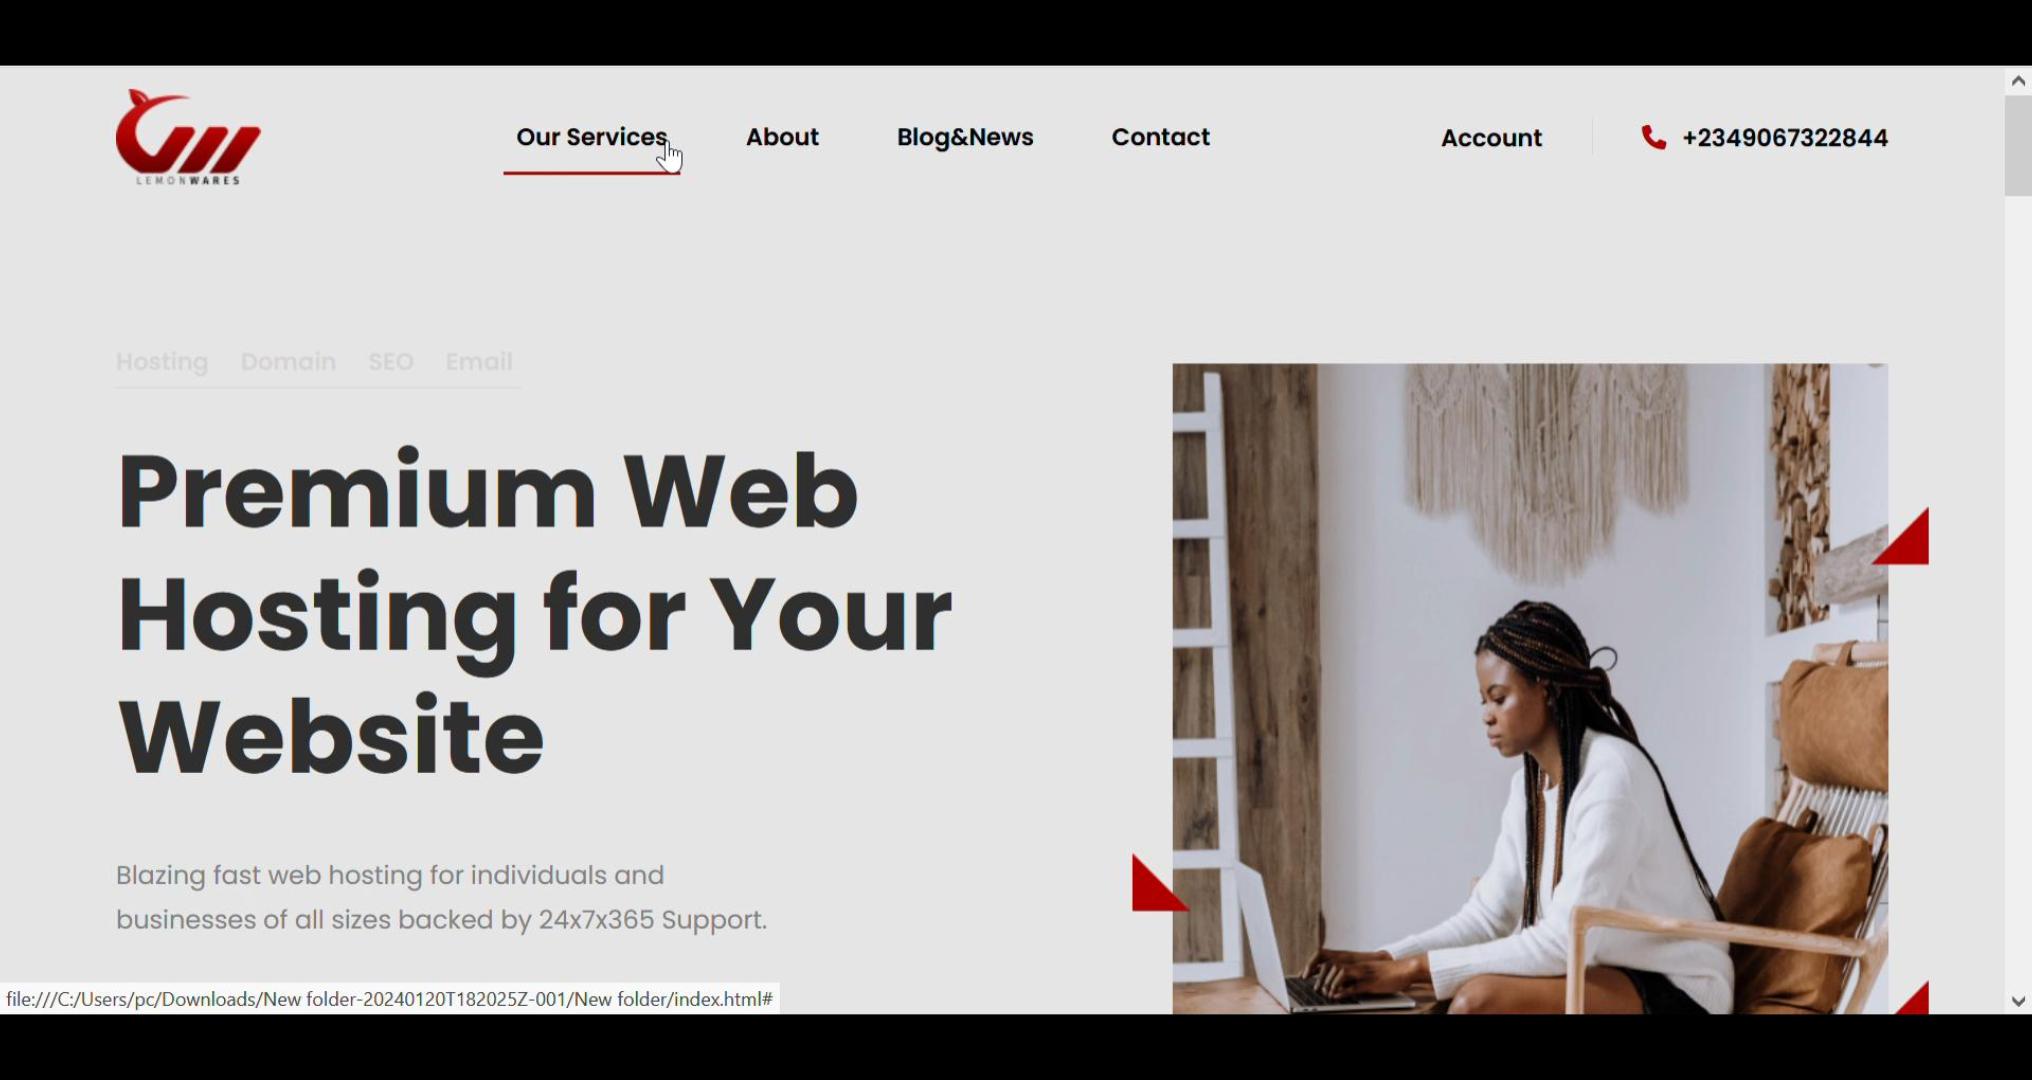 LEMONWARES
Our Services About Blog&News Contact Account +2349067322844
Hosting Domain SEO Email
Premium Web
Hosting for Your
Website
Blazing fast web hosting for individuals and
businesses of all sizes backed by 24x7x365 Support.
file:///C:/Users/pc/Downloads/New folder-20240120T182025Z-001/New folder/index.html#